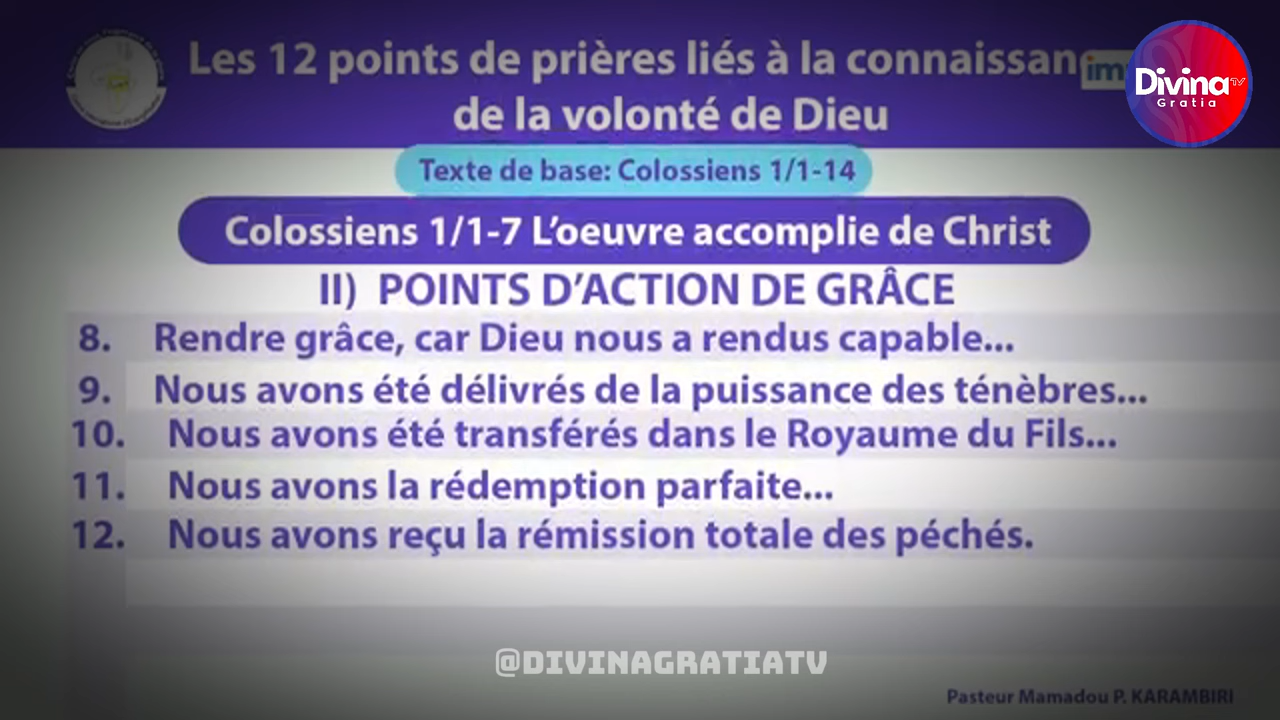 Les 12 points de prières liés à la connaissan
de la volonté de Dieu
im
Divina TV
Gratia
Texte de base: Colossiens 1/1-14
Colossiens 1/1-7 L'oeuvre accomplie de Christ
II) POINTS D'ACTION DE GRÂCE
8. Rendre grâce, car Dieu nous a rendus capable...
9. Nous avons été délivrés de la puissance des ténèbres...
10. Nous avons été transférés dans le Royaume du Fils...
11. Nous avons la rédemption parfaite...
12. Nous avons reçu la rémission totale des péchés.
@DIVINAGRATIATV
Pasteur Mamadou P. KARAMBIRI